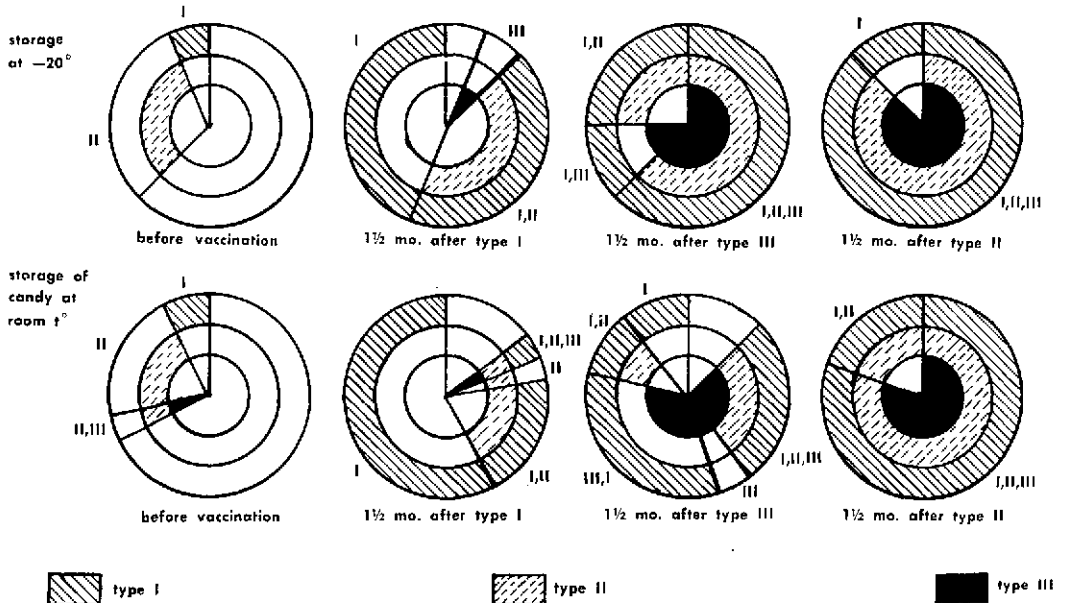 storage
at −20°
I
II
before vaccination
I
III
I,II
1½ mo. after type I
I,II
I,III
I,II,III
1½ mo. after type III
I
I,II,III
1½ mo. after type II
storage of
candy at
room t°
I
II
II,III
before vaccination
I,II,III
II
I
I,II
1½ mo. after type I
I
I,II
III,I
III
I,II,III
1½ mo. after type III
I,II
I,II,III
1½ mo. after type II
type I
type II
type III